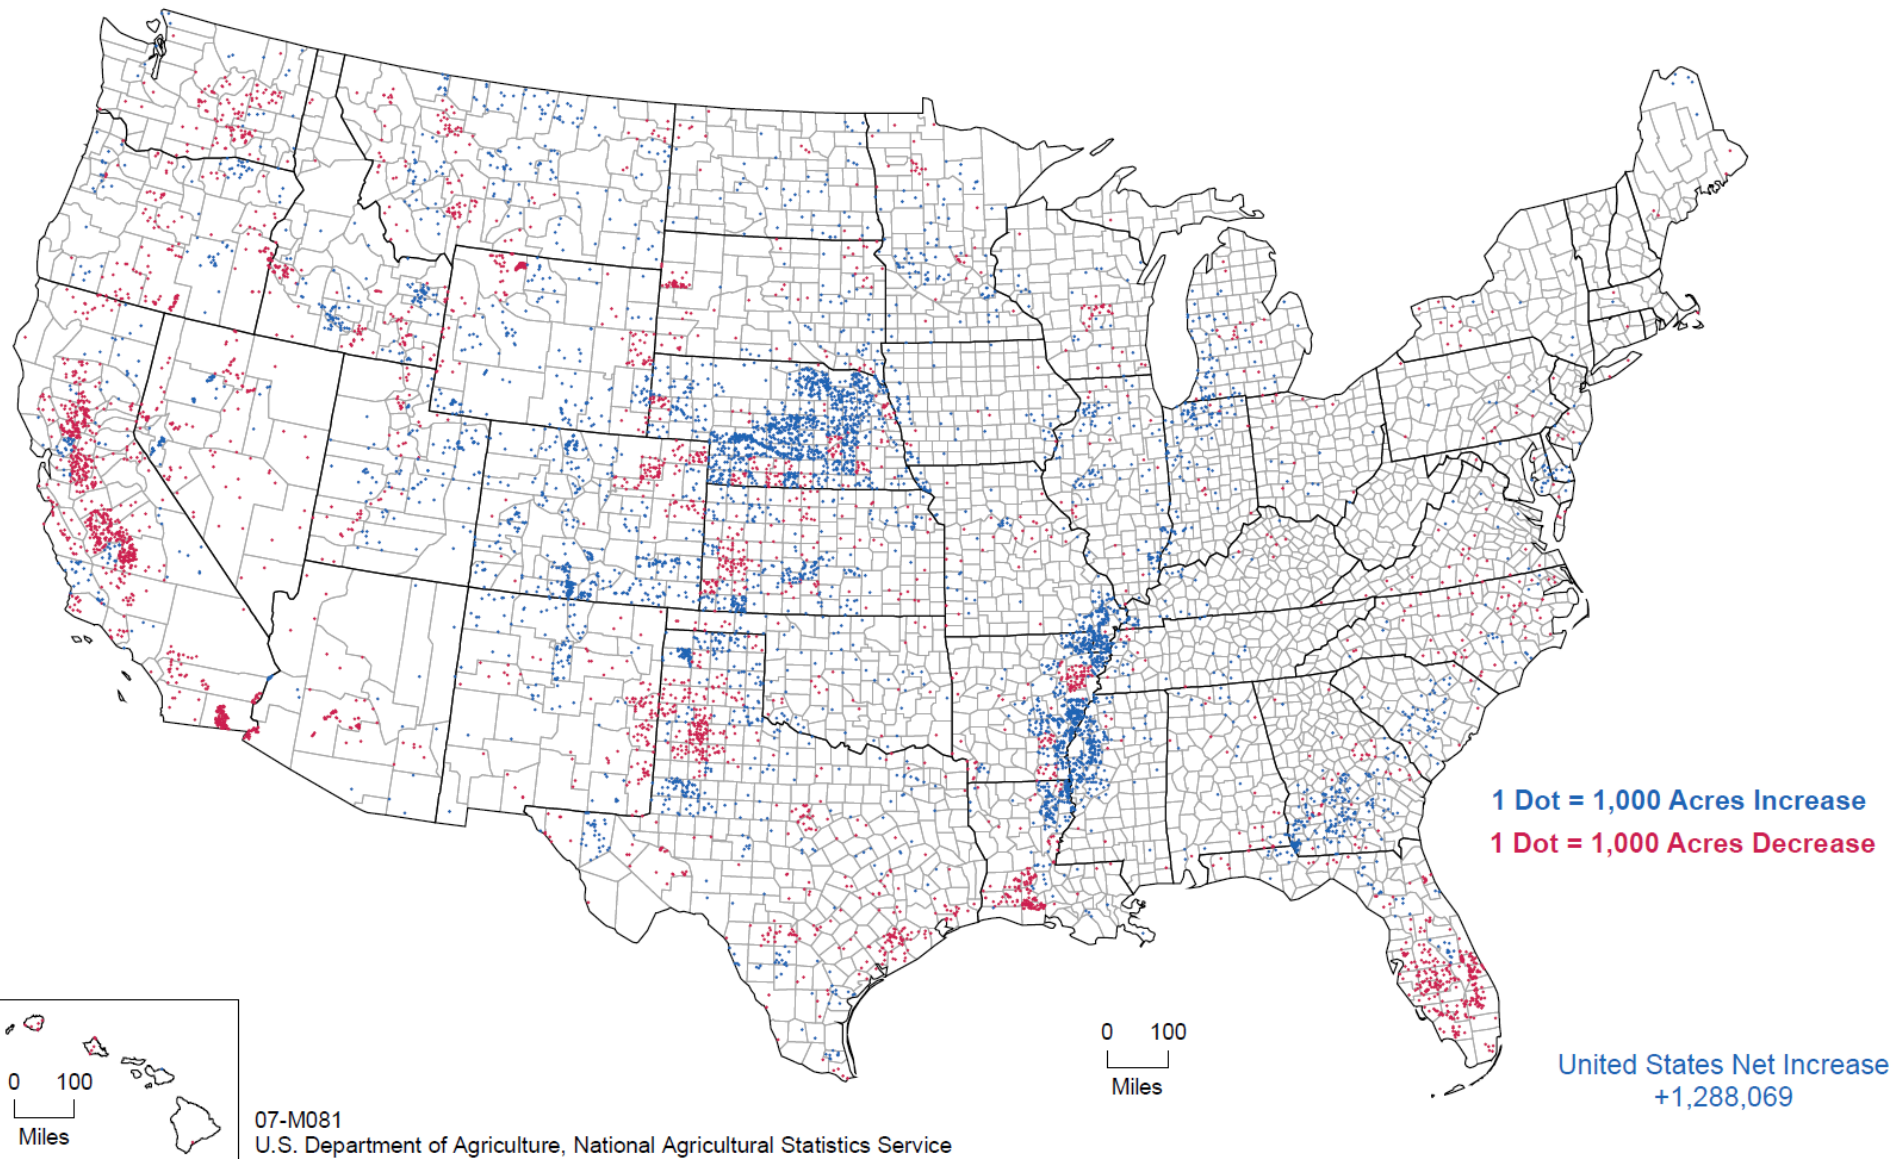 1 Dot = 1,000 Acres Increase
1 Dot = 1,000 Acres Decrease
0 100
Miles
United States Net Increase
+1,288,069
0 100
Miles
07-M081
U.S. Department of Agriculture, National Agricultural Statistics Service